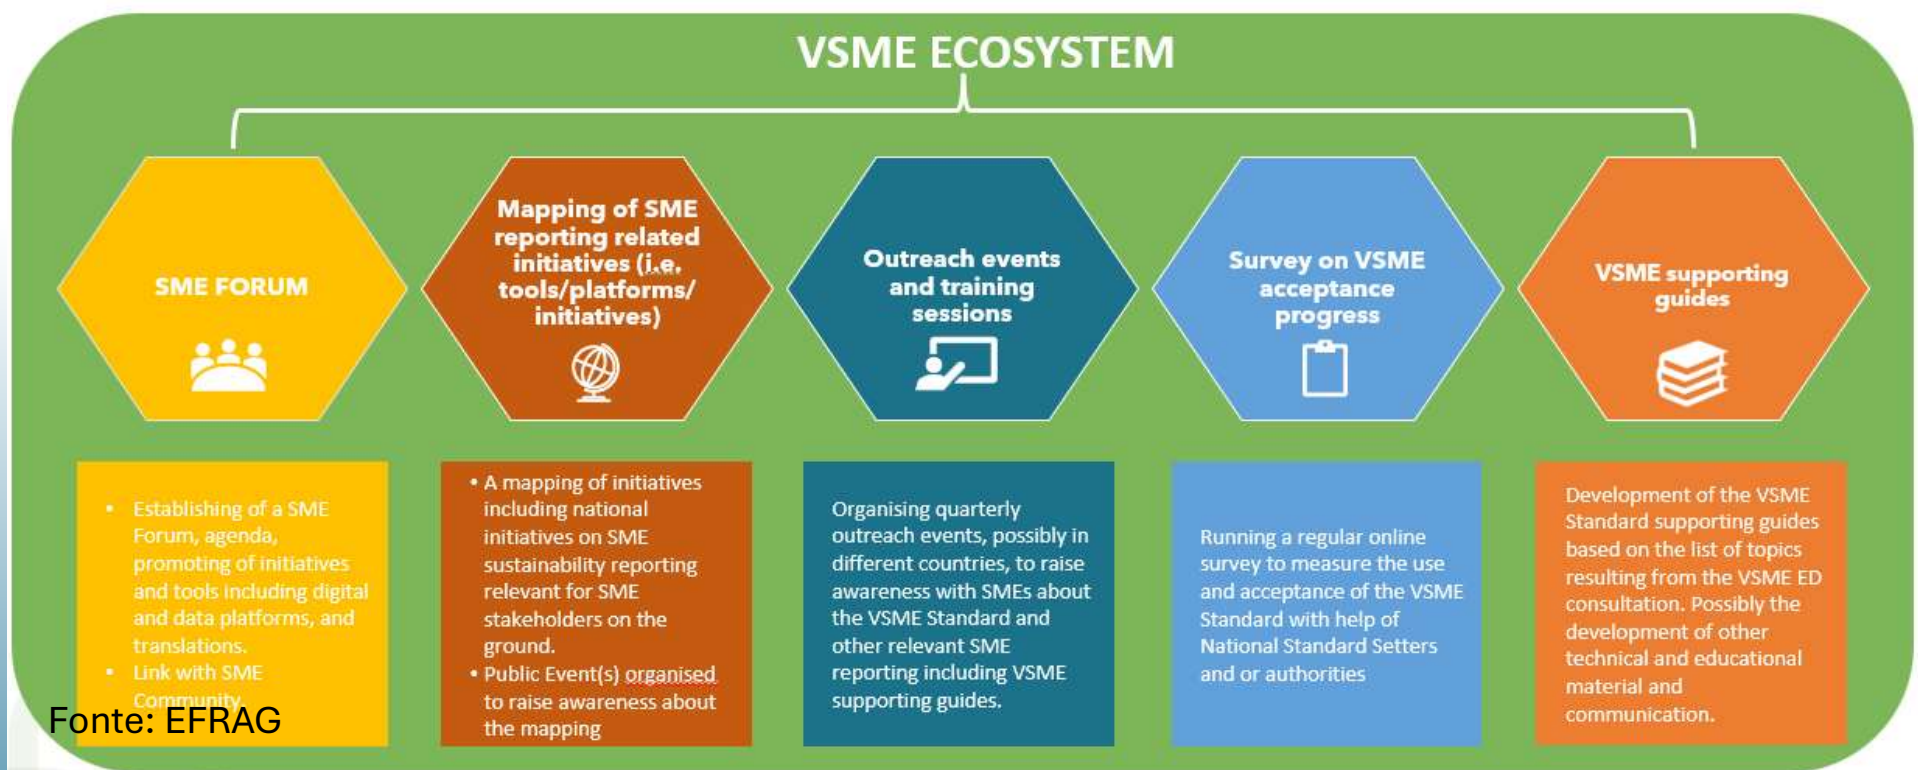 VSME ECOSYSTEM
SME FORUM
Mapping of SME
reporting related
initiatives (i.e.
tools/platforms/
initiatives)
Outreach events
and training
sessions
Survey on VSME
acceptance
progress
VSME supporting
guides
• Establishing of a SME
Forum, agenda,
promoting of initiatives
and tools including digital
and data platforms, and
translations.
• Link with SME
Community.
• A mapping of initiatives
including national
initiatives on SME
sustainability reporting
relevant for SME
stakeholders on the
ground.
• Public Event(s) organised
to raise awareness about
the mapping
Organising quarterly
outreach events, possibly in
different countries, to raise
awareness with SMEs about
the VSME Standard and
other relevant SME
reporting including VSME
supporting guides.
Running a regular online
survey to measure the use
and acceptance of the VSME
Standard with help of
National Standard Setters
and or authorities
Development of the VSME
Standard supporting guides
based on the list of topics
resulting from the VSME ED
consultation. Possibly the
development of other
technical and educational
material and
communication.
Fonte: EFRAG